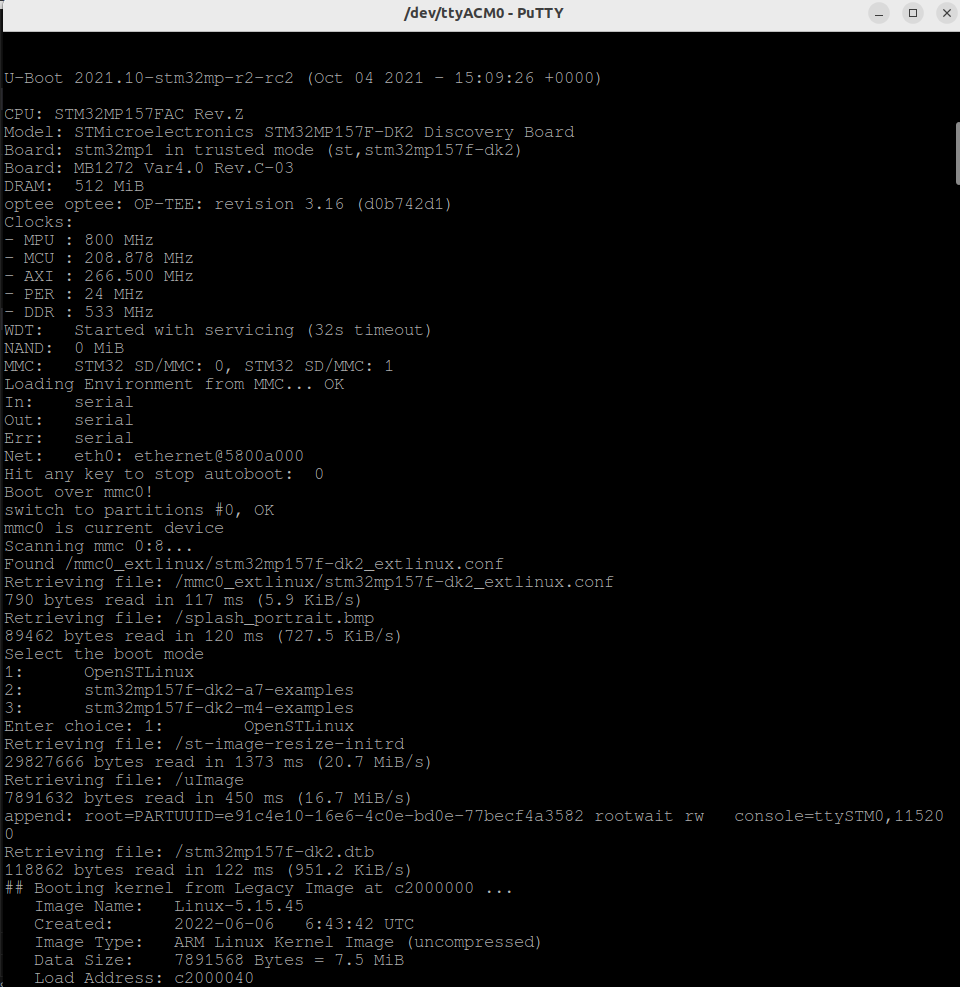 /dev/ttyACM0 - PuTTY
U-Boot 2021.10-stm32mp-r2-rc2 (Oct 04 2021 - 15:09:26 +0000)
CPU: STM32MP157FAC Rev.Z
Model: STMicroelectronics STM32MP157F-DK2 Discovery Board
Board: stm32mp1 in trusted mode (st,stm32mp157f-dk2)
Board: MB1272 Var4.0 Rev.C-03
DRAM:  512 MiB
optee optee: OP-TEE: revision 3.16 (d0b742d1)
Clocks:
- MPU : 800 MHz
- MCU : 208.878 MHz
- AXI : 266.500 MHz
- PER : 24 MHz
- DDR : 533 MHz
WDT:   Started with servicing (32s timeout)
NAND:  0 MiB
MMC:   STM32 SD/MMC: 0, STM32 SD/MMC: 1
Loading Environment from MMC... OK
In:    serial
Out:   serial
Err:   serial
Net:   eth0: ethernet@5800a000
Hit any key to stop autoboot:  0
Boot over mmc0!
switch to partitions #0, OK
mmc0 is current device
Scanning mmc 0:8...
Found /mmc0_extlinux/stm32mp157f-dk2_extlinux.conf
Retrieving file: /mmc0_extlinux/stm32mp157f-dk2_extlinux.conf
790 bytes read in 117 ms (5.9 KiB/s)
Retrieving file: /splash_portrait.bmp
89462 bytes read in 120 ms (727.5 KiB/s)
Select the boot mode
1:      OpenSTLinux
2:      stm32mp157f-dk2-a7-examples
3:      stm32mp157f-dk2-m4-examples
Enter choice: 1:        OpenSTLinux
Retrieving file: /st-image-resize-initrd
29827666 bytes read in 1373 ms (20.7 MiB/s)
Retrieving file: /uImage
7891632 bytes read in 450 ms (16.7 MiB/s)
append: root=PARTUUID=e91c4e10-16e6-4c0e-bd0e-77becf4a3582 rootwait rw   console=ttySTM0,11520
0
Retrieving file: /stm32mp157f-dk2.dtb
118862 bytes read in 122 ms (951.2 KiB/s)
## Booting kernel from Legacy Image at c2000000 ...
   Image Name:   Linux-5.15.45
   Created:      2022-06-06   6:43:42 UTC
   Image Type:   ARM Linux Kernel Image (uncompressed)
   Data Size:    7891568 Bytes = 7.5 MiB
   Load Address: c2000040